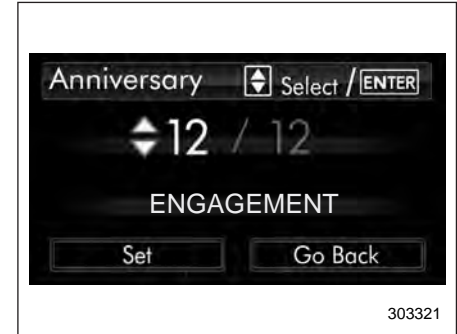 Anniversary Select / ENTER
12 / 12
ENGAGEMENT
Set Go Back
303321